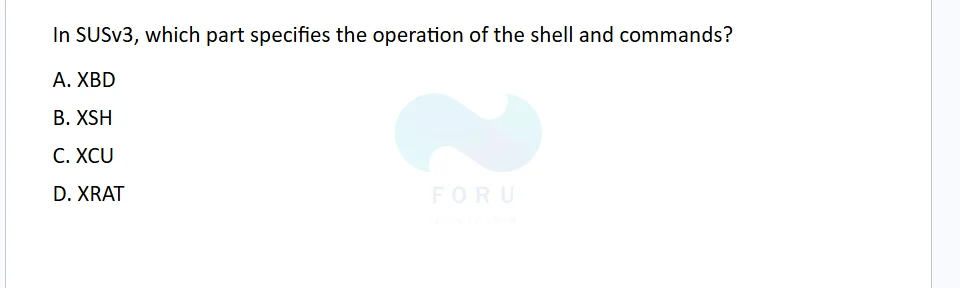 In SUSv3, which part specifies the operation of the shell and commands?
A. XBD
B. XSH
C. XCU
D. XRAT
FORU